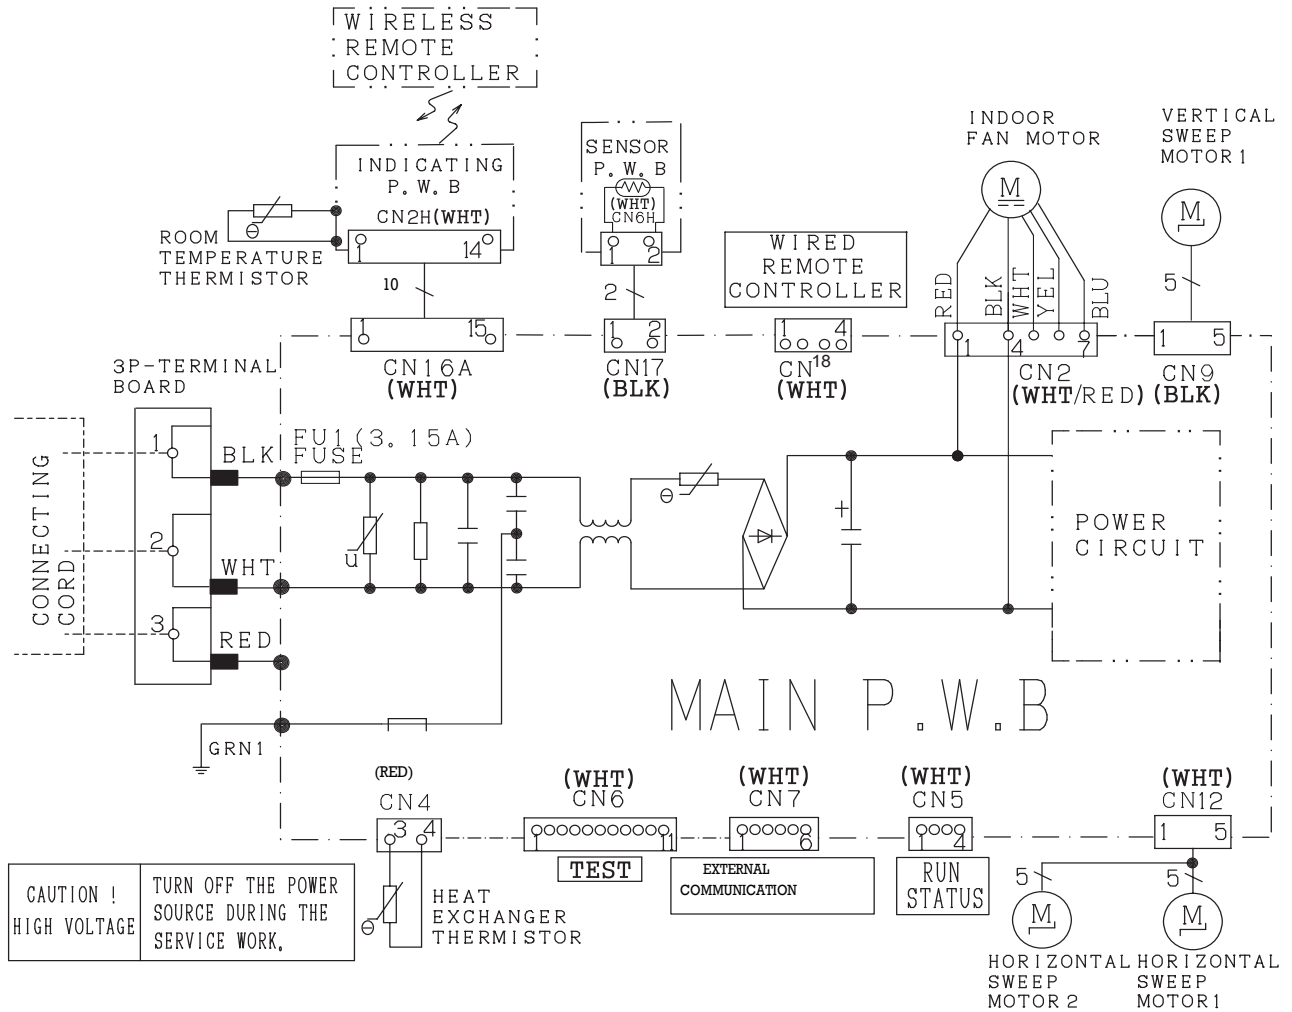 WIRELESS
REMOTE
CONTROLLER
INDICATING
P.W.B
CN2H(WHT)
1 14
ROOM
TEMPERATURE
THERMISTOR
Θ
10
1 15
CN16A
(WHT)
SENSOR
P.W.B
(WHT)
CN6H
1 2
2
1 2
CN17
(BLK)
WIRED
REMOTE
CONTROLLER
1 4
CN18
(WHT)
INDOOR
FAN MOTOR
M
RED
BLK
WHT
YEL
BLU
1 4 7
CN2
(WHT/RED)
VERTICAL
SWEEP
MOTOR1
M
5
1 5
CN9
(BLK)
3P-TERMINAL
BOARD
CONNECTING
CORD
1
BLK
2
WHT
3
RED
FU1(3.15A)
FUSE
u
Θ
+
POWER
CIRCUIT
MAIN P.W.B
GRN1
(RED)
CN4
3 4
Θ
HEAT
EXCHANGER
THERMISTOR
(WHT)
CN6
1 11
TEST
(WHT)
CN7
1 6
EXTERNAL
COMMUNICATION
(WHT)
CN5
1 4
RUN
STATUS
(WHT)
CN12
1 5
5
M
HORIZONTAL
SWEEP
MOTOR2
5
M
HORIZONTAL
SWEEP
MOTOR1
CAUTION !
HIGH VOLTAGE
TURN OFF THE POWER
SOURCE DURING THE
SERVICE WORK.